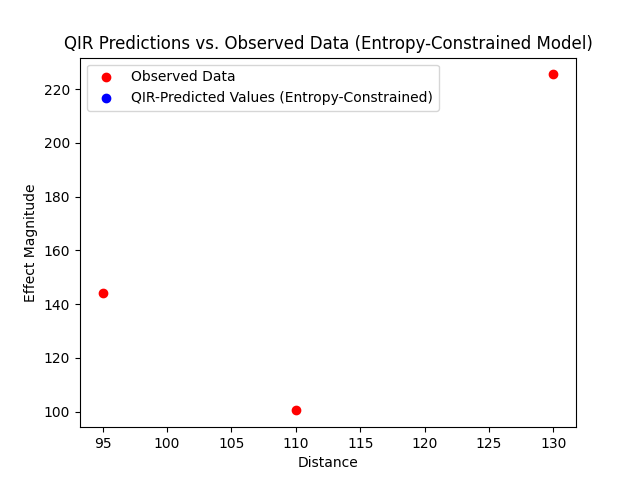 QIR Predictions vs. Observed Data (Entropy-Constrained Model)
Observed Data
QIR-Predicted Values (Entropy-Constrained)
Effect Magnitude
220
200
180
160
140
120
100
95 100 105 110 115 120 125 130
Distance